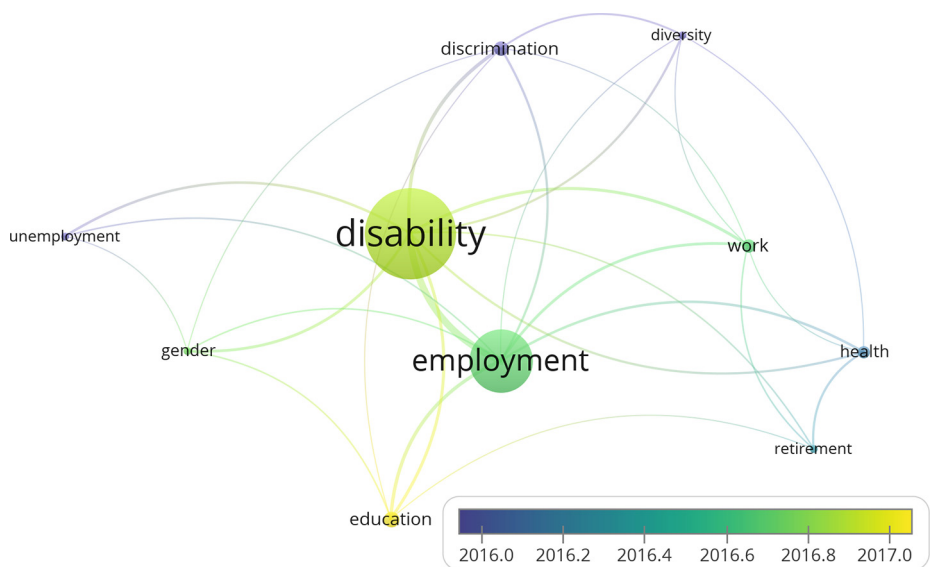 diversity
discrimination
disability
unemployment
work
gender
employment
health
retirement
education
2016.0 2016.2 2016.4 2016.6 2016.8 2017.0